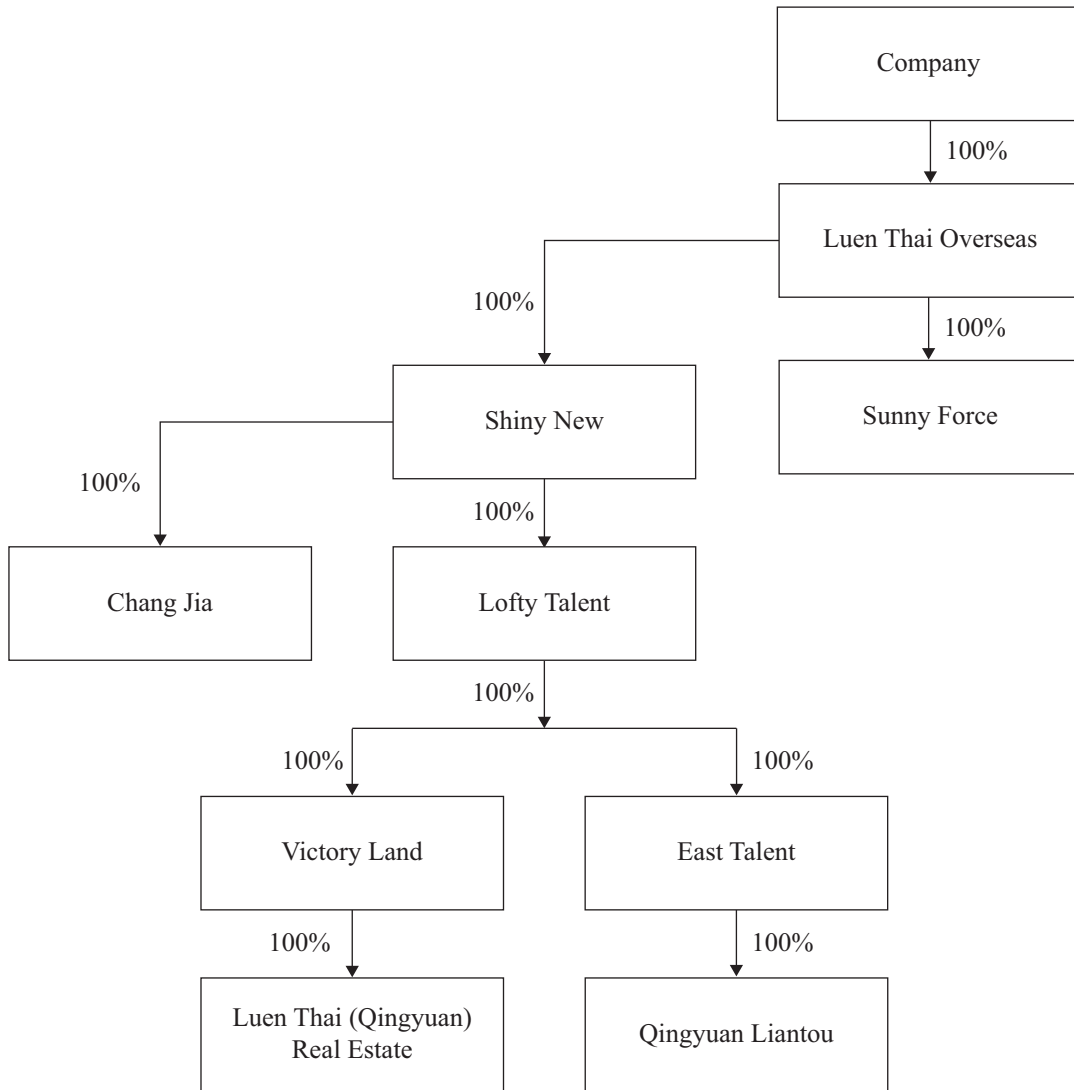 Company
100%
Luen Thai Overseas
100%
100%
Shiny New
Sunny Force
100%
100%
Chang Jia
Lofty Talent
100%
100%
100%
Victory Land
East Talent
100%
100%
Luen Thai (Qingyuan)
Real Estate
Qingyuan Liantou